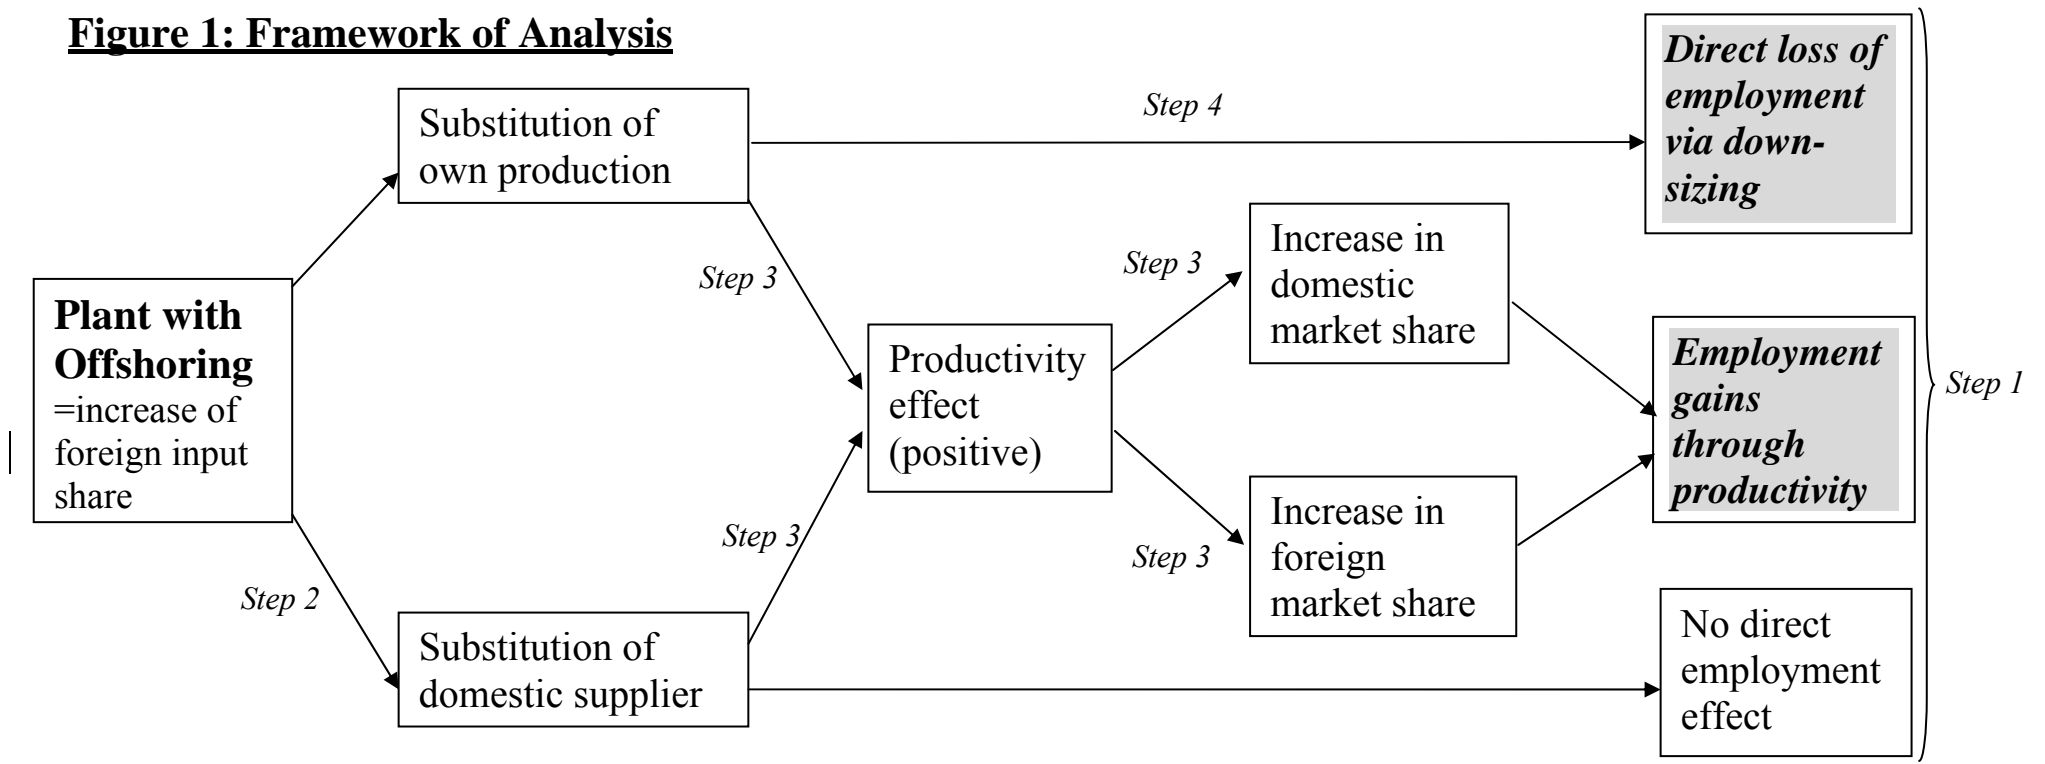 Figure 1: Framework of Analysis
Direct loss of
employment
via down-
sizing
Step 4
Substitution of
own production
Step 3
Step 3
Increase in
domestic
market share
Plant with
Offshoring
=increase of
foreign input
share
Productivity
effect
(positive)
Employment
gains
through
productivity
Step 1
Step 3
Step 3
Increase in
foreign
market share
Step 2
Substitution of
domestic supplier
No direct
employment
effect